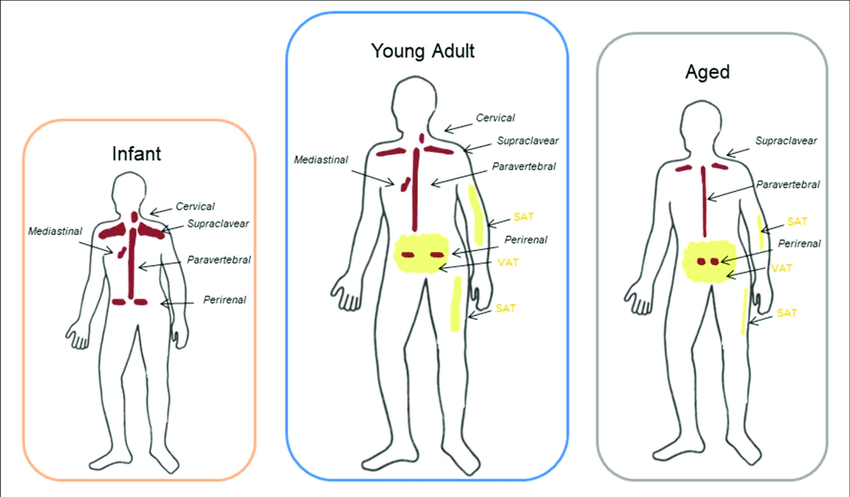 Infant
Cervical
Supraclavear
Mediastinal
Paravertebral
Perirenal
Young Adult
Cervical
Supraclavear
Mediastinal
Paravertebral
SAT
Perirenal
VAT
SAT
Aged
Supraclavear
Paravertebral
SAT
Perirenal
VAT
SAT